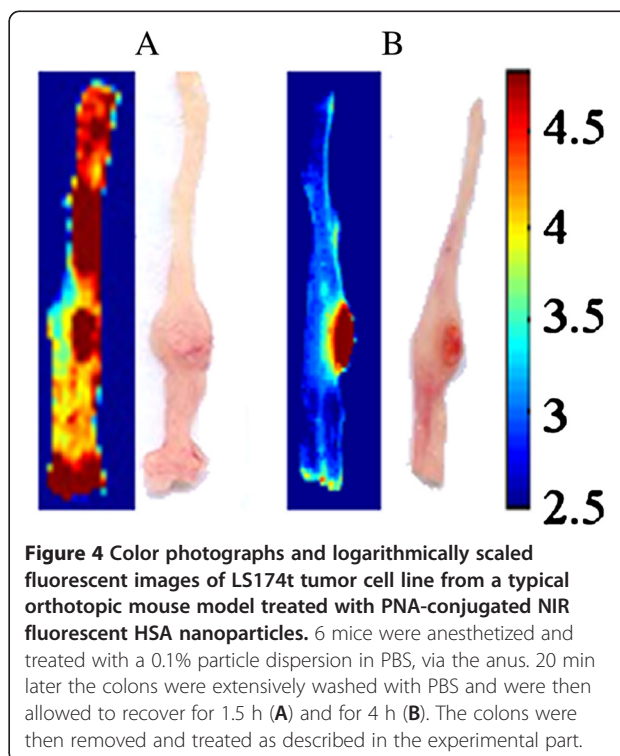 A
B
4.5
4
3.5
3
2.5
Figure 4 Color photographs and logarithmically scaled
fluorescent images of LS174t tumor cell line from a typical
orthotopic mouse model treated with PNA-conjugated NIR
fluorescent HSA nanoparticles. 6 mice were anesthetized and
treated with a 0.1% particle dispersion in PBS, via the anus. 20 min
later the colons were extensively washed with PBS and were then
allowed to recover for 1.5 h (A) and for 4 h (B). The colons were
then removed and treated as described in the experimental part.